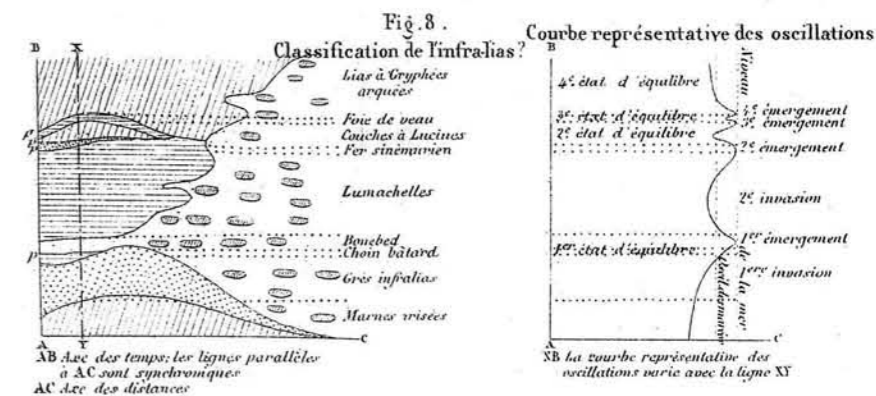 Fig. 8.
Classification de l'infra-lias?
B
X
Lias à Gryphées
arquées
Foie de veau
Couches à Lucines
Fer sinémurien
Lumachelles
Bonebed
Choin bâtard
Grès infralias
Marnes irisées
P
A
Y
C
AB Axe des temps: les lignes parallèles
à AC sont synchroniques
AC Axe des distances
Courbe représentative des oscillations
B
Niveau
4e état d'équilibre
3e état d'équilibre
4e émergement
3e émergement
2e état d'équilibre
2e émergement
2e invasion
1er émergement
1er état d'équilibre
de
1ere invasion
la mer
A
C
NB La courbe représentative des
oscillations varie avec la ligne XY